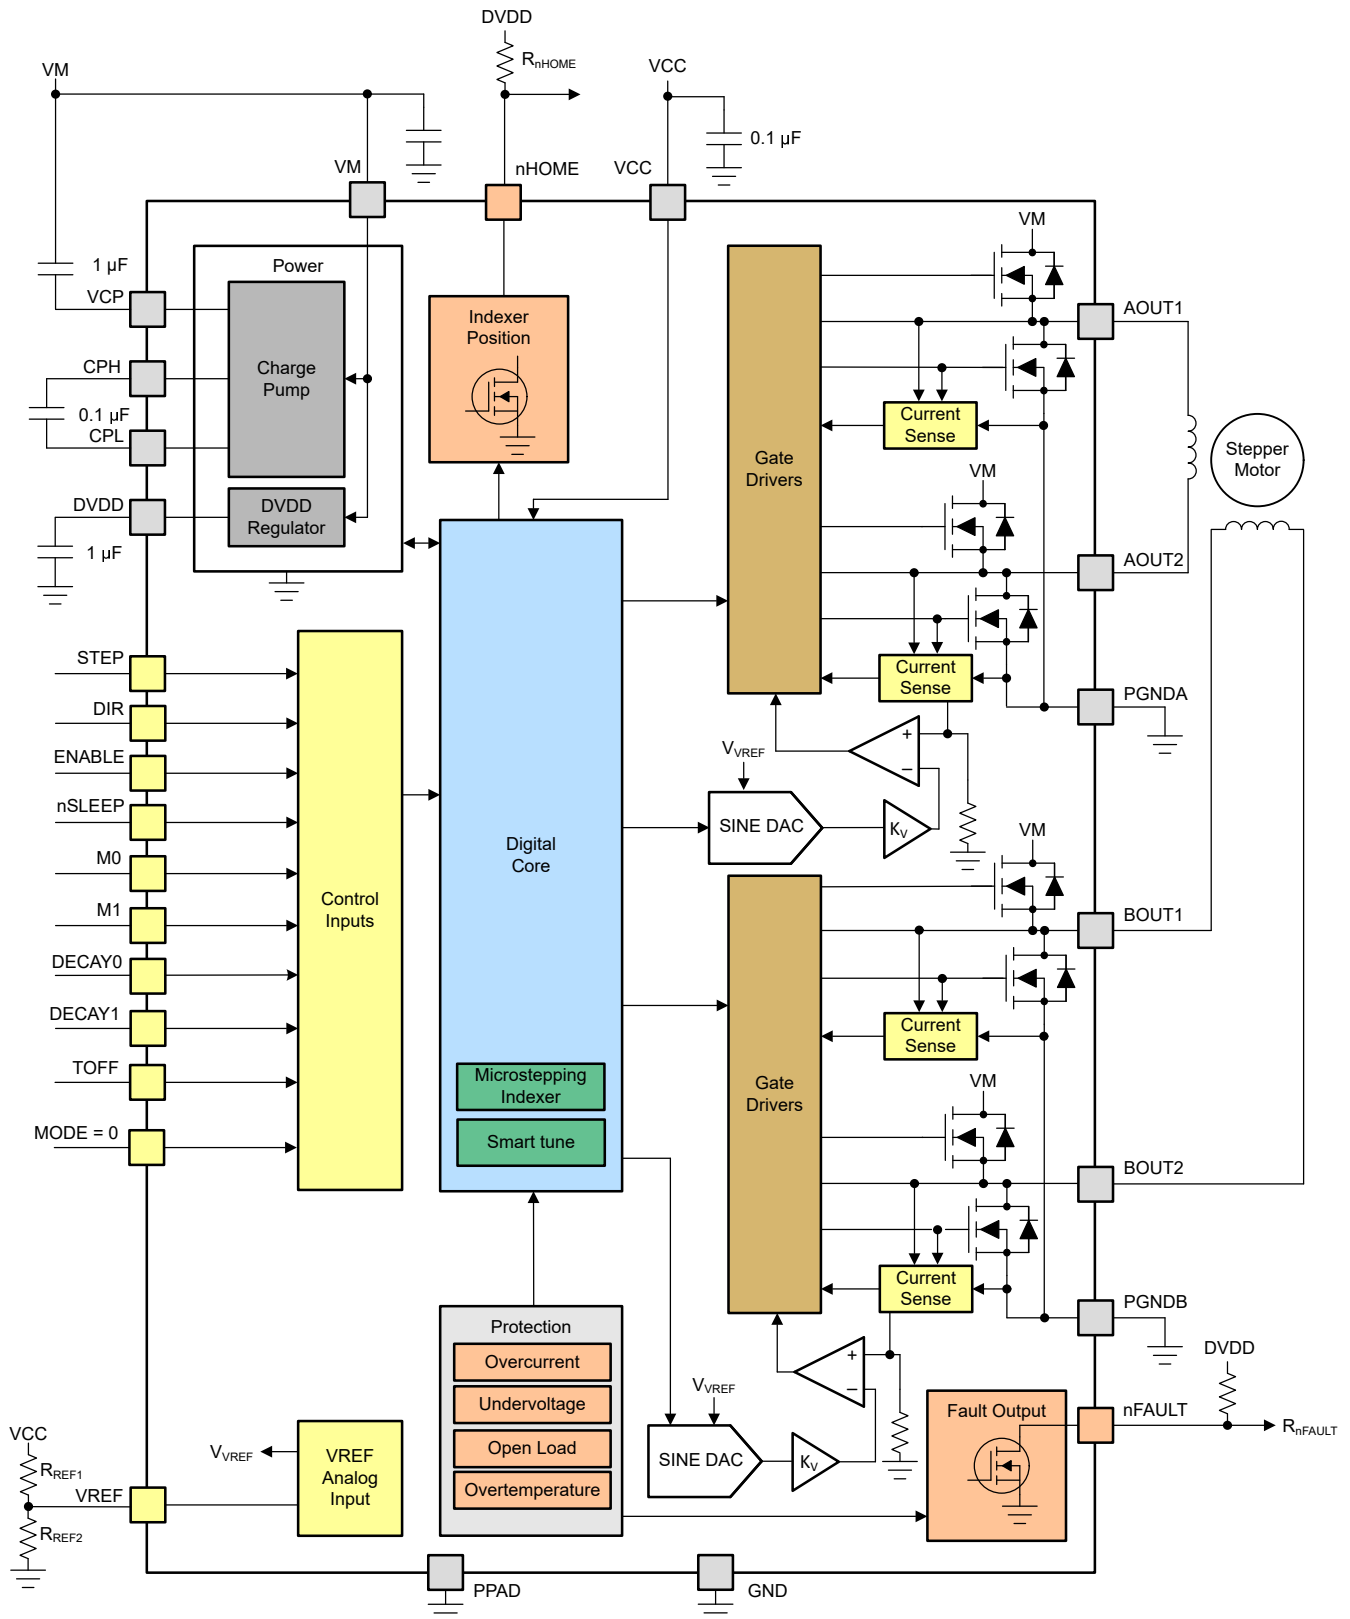 DVDD
RnHOME
VM
VCC
0.1 µF
VM
nHOME
VCC
VM
Power
1 µF
VCP
AOUT1
Indexer
Position
CPH
Charge
Pump
0.1 µF
CPL
Current
Sense
Stepper
Motor
Gate
Drivers
VM
DVDD
DVDD
Regulator
1 µF
AOUT2
STEP
Current
Sense
DIR
PGNDA
ENABLE
VVREF
+
−
nSLEEP
SINE DAC
KV
VM
Digital
Core
M0
Control
Inputs
M1
BOUT1
DECAY0
DECAY1
Current
Sense
TOFF
Microstepping
Indexer
Gate
Drivers
VM
MODE = 0
Smart tune
BOUT2
Current
Sense
PGNDB
Protection
DVDD
Overcurrent
+
−
VVREF
Undervoltage
Fault Output
nFAULT
RnFAULT
VCC
Open Load
VVREF
VREF
Analog
Input
SINE DAC
KV
RREF1
Overtemperature
VREF
RREF2
PPAD
GND